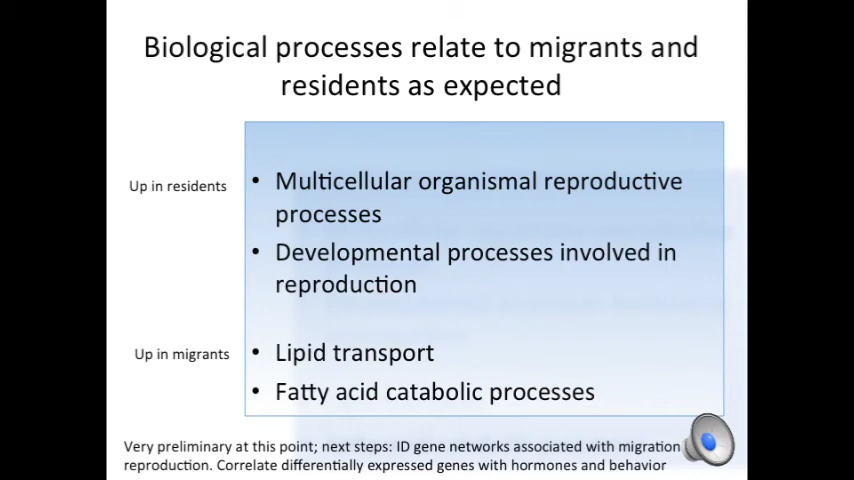 Biological processes relate to migrants and
residents as expected
Up in residents
• Multicellular organismal reproductive
processes
• Developmental processes involved in
reproduction
Up in migrants
• Lipid transport
• Fatty acid catabolic processes
Very preliminary at this point; next steps: ID gene networks associated with migration
reproduction. Correlate differentially expressed genes with hormones and behavior